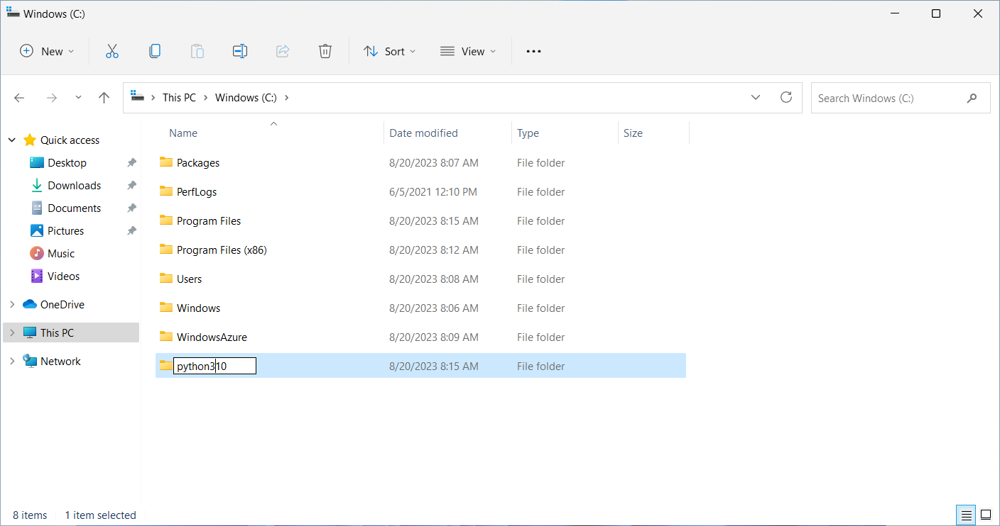 Windows (C:)
New
Sort
View
This PC
Windows (C:)
Search Windows (C:)
Name Date modified Type Size
Quick access
Desktop
Downloads
Documents
Pictures
Music
Videos
OneDrive
This PC
Network
Packages 8/20/2023 8:07 AM File folder
PerfLogs 6/5/2021 12:10 PM File folder
Program Files 8/20/2023 8:15 AM File folder
Program Files (x86) 8/20/2023 8:12 AM File folder
Users 8/20/2023 8:08 AM File folder
Windows 8/20/2023 8:06 AM File folder
WindowsAzure 8/20/2023 8:09 AM File folder
python310 8/20/2023 8:15 AM File folder
8 items 1 item selected